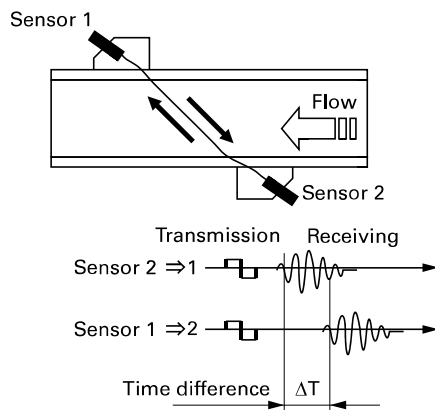 Sensor 1
Flow
Sensor 2
Transmission Receiving
Sensor 2 ⇒1
Sensor 1 ⇒2
Time difference ΔT